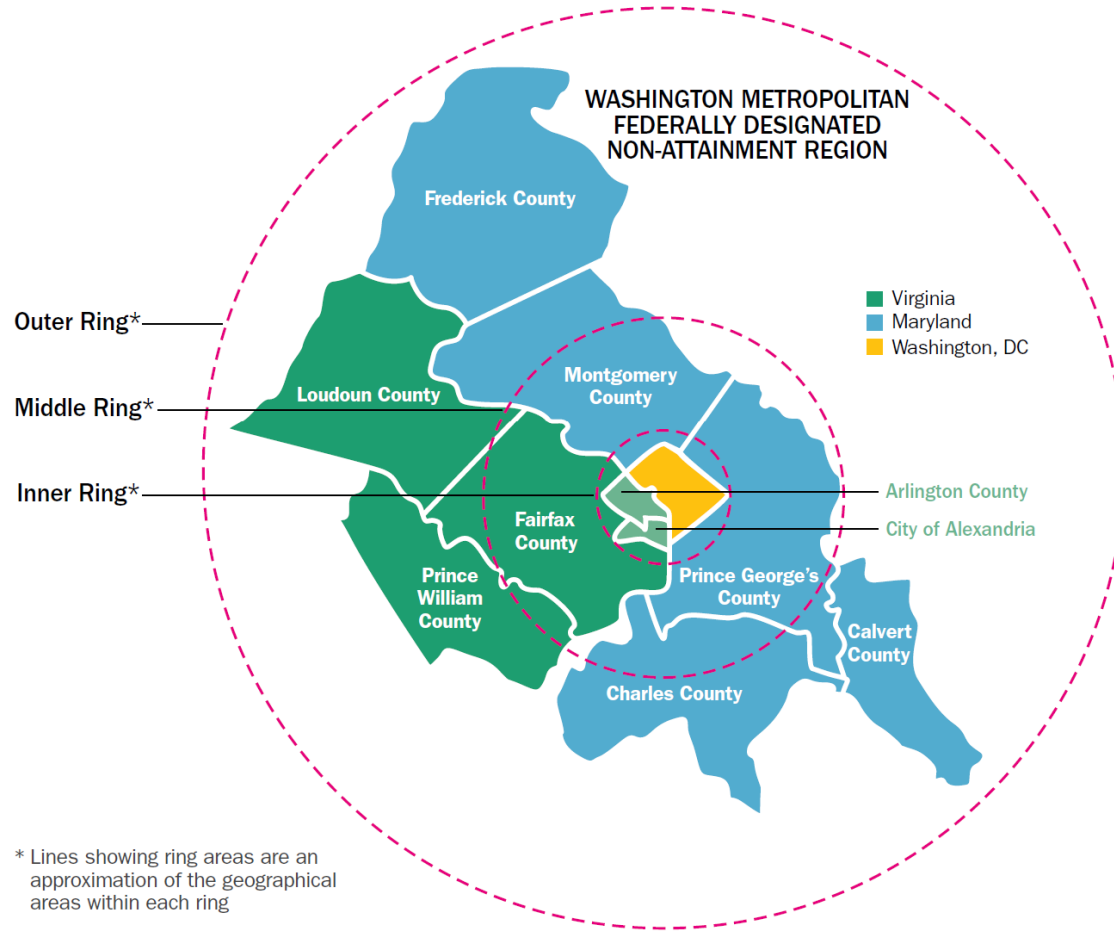 WASHINGTON METROPOLITAN
FEDERALLY DESIGNATED
NON-ATTAINMENT REGION
Frederick County
Virginia
Maryland
Washington, DC
Outer Ring*
Middle Ring*
Inner Ring*
Loudoun County
Montgomery
County
Arlington County
City of Alexandria
Fairfax
County
Prince
William
County
Prince George's
County
Calvert
County
Charles County
* Lines showing ring areas are an
approximation of the geographical
areas within each ring